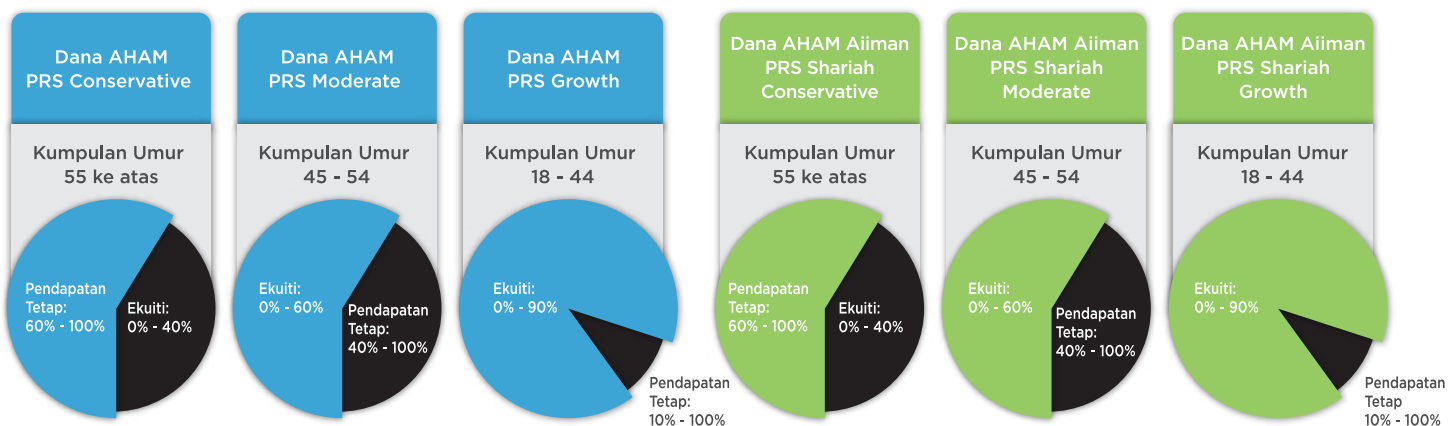 Dana AHAM
PRS Conservative
Kumpulan Umur
55 ke atas
Pendapatan
Tetap:
60% - 100%
Ekuiti:
0% - 40%
Dana AHAM
PRS Moderate
Kumpulan Umur
45 - 54
Ekuiti:
0% - 60%
Pendapatan
Tetap:
40% - 100%
Dana AHAM
PRS Growth
Kumpulan Umur
18 - 44
Ekuiti:
0% - 90%
Pendapatan
Tetap:
10% - 100%
Dana AHAM Aiiman
PRS Shariah
Conservative
Kumpulan Umur
55 ke atas
Pendapatan
Tetap:
60% - 100%
Ekuiti:
0% - 40%
Dana AHAM Aiiman
PRS Shariah
Moderate
Kumpulan Umur
45 - 54
Ekuiti:
0% - 60%
Pendapatan
Tetap:
40% - 100%
Dana AHAM Aiiman
PRS Shariah
Growth
Kumpulan Umur
18 - 44
Ekuiti:
0% - 90%
Pendapatan
Tetap
10% - 100%